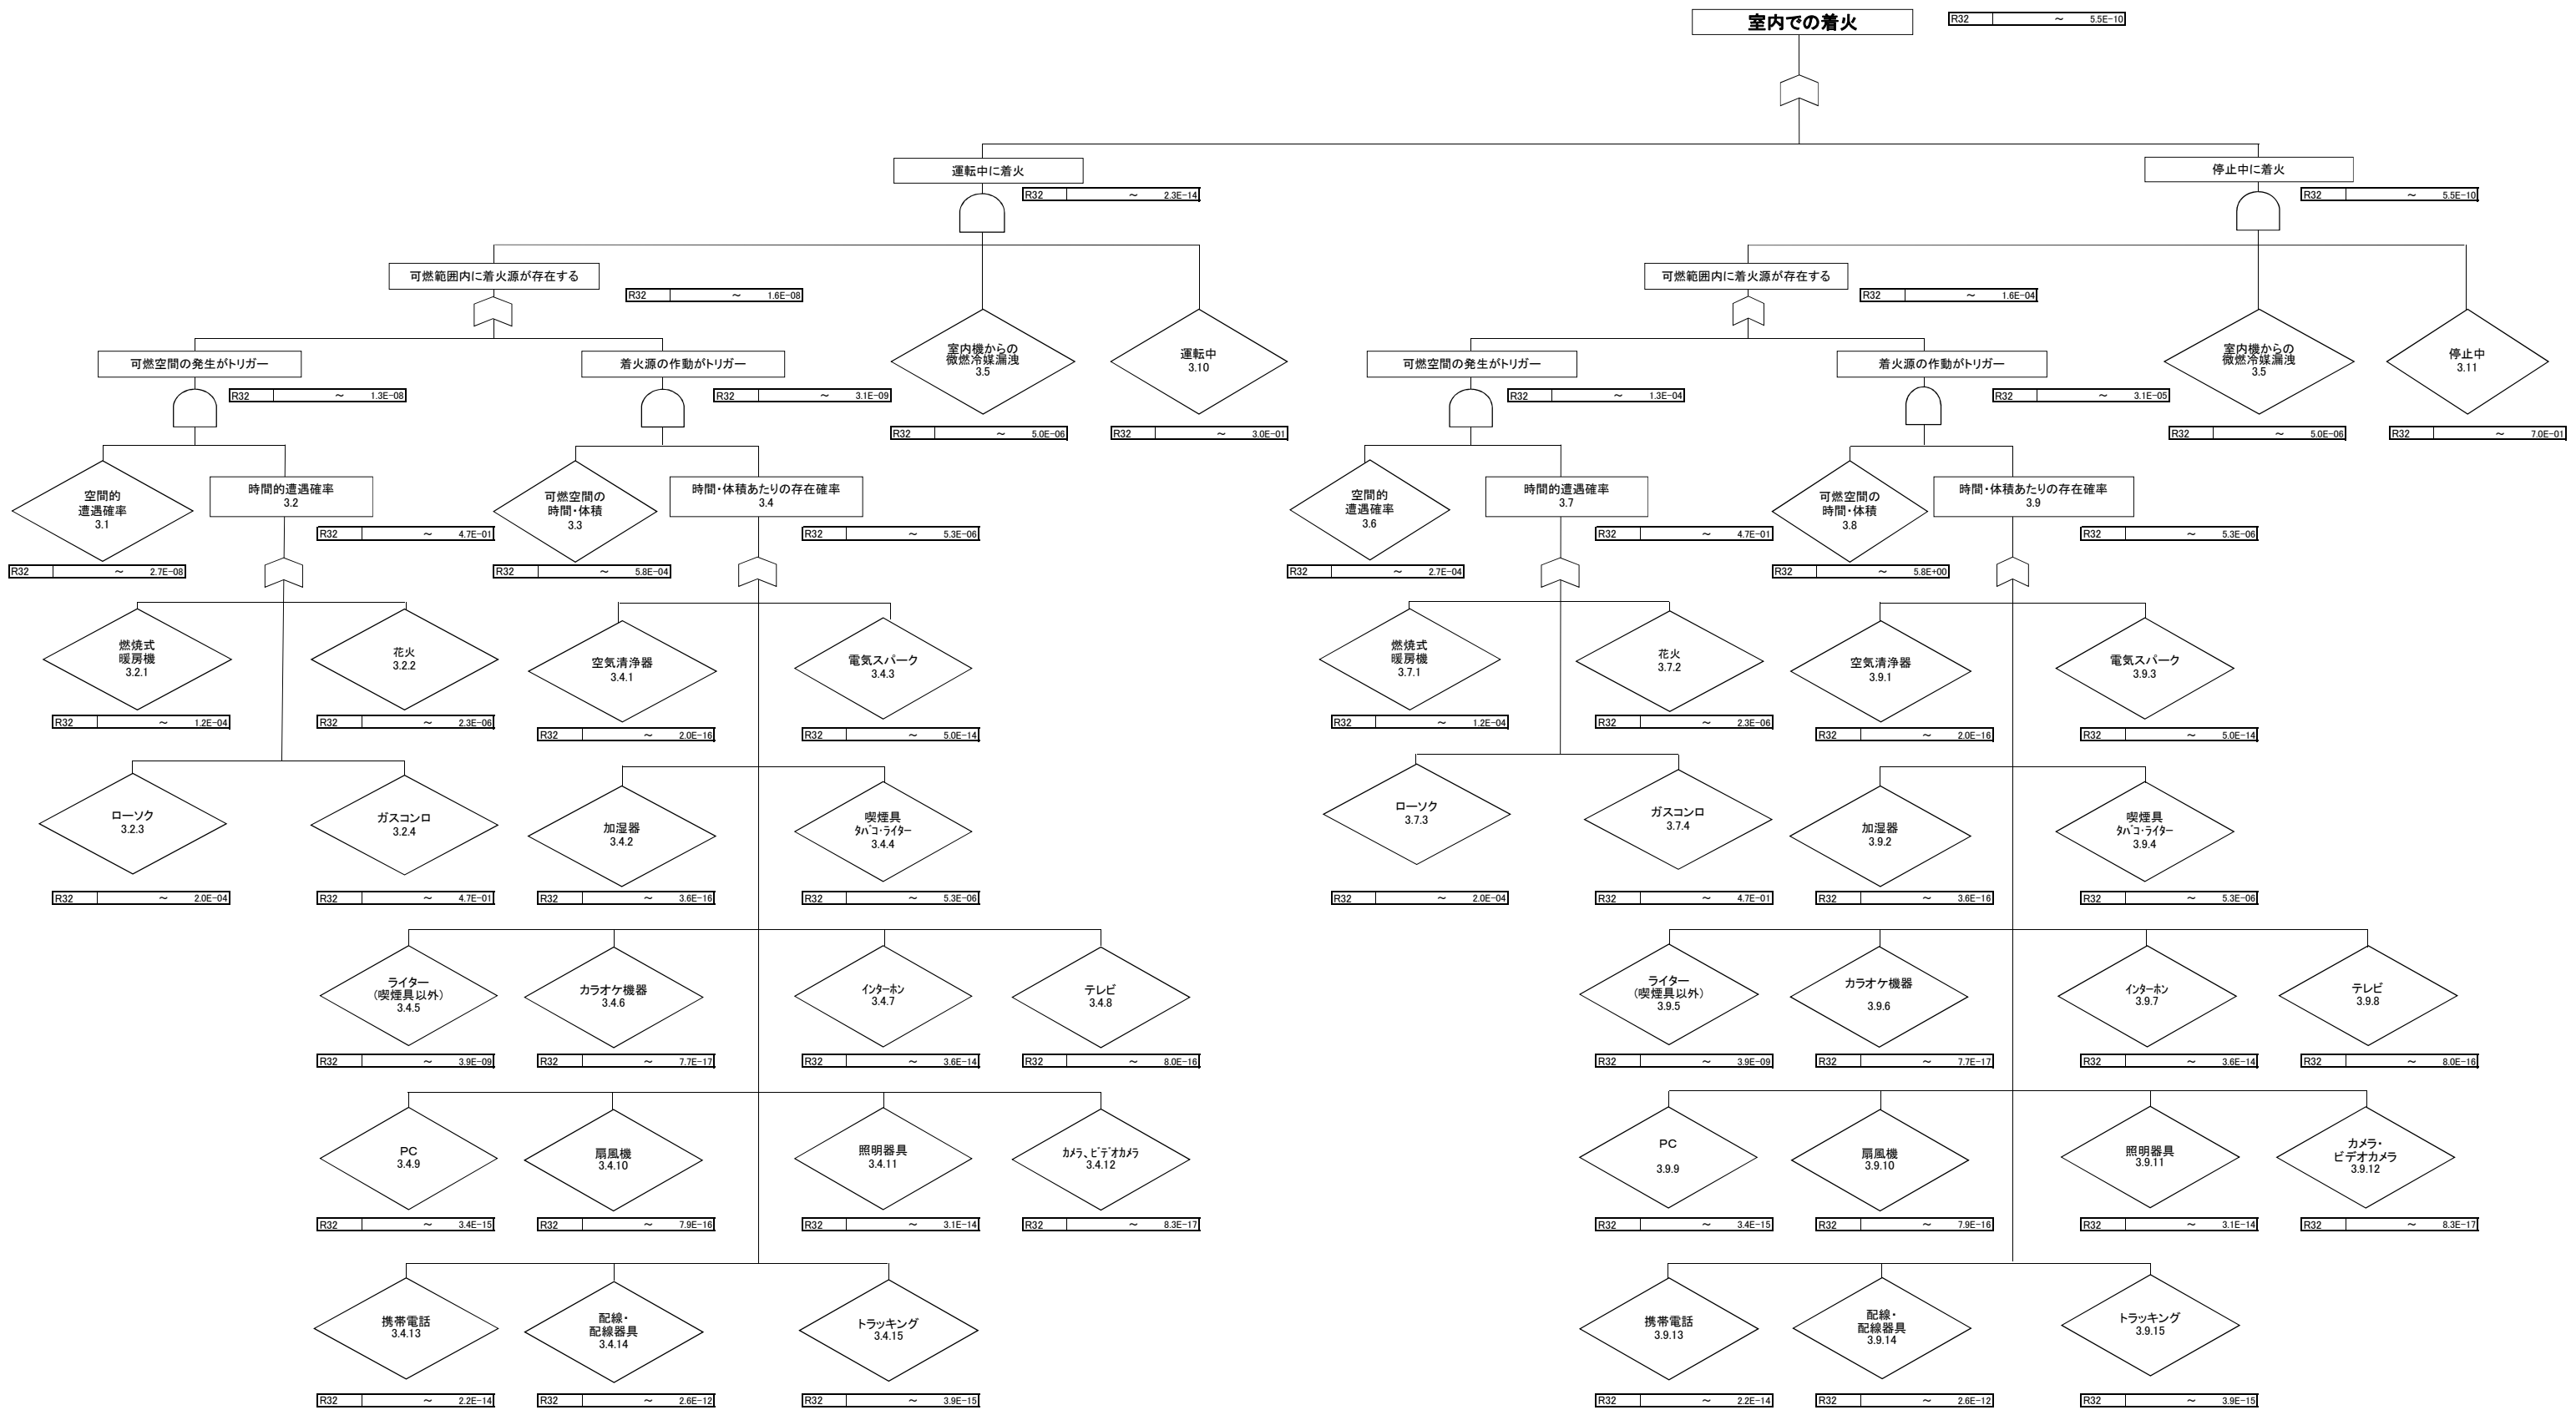 室内での着火
R32 ～ 5.5E-10
運転中に着火
R32 ～ 2.3E-14
停止中に着火
R32 ～ 5.5E-10
可燃範囲内に着火源が存在する
R32 ～ 1.6E-08
室内機からの
微燃冷媒漏洩
3.5
R32 ～ 5.0E-06
運転中
3.10
R32 ～ 3.0E-01
可燃範囲内に着火源が存在する
R32 ～ 1.6E-04
室内機からの
微燃冷媒漏洩
3.5
R32 ～ 5.0E-06
停止中
3.11
R32 ～ 7.0E-01
可燃空間の発生がトリガー
R32 ～ 1.3E-08
着火源の作動がトリガー
R32 ～ 3.1E-09
可燃空間の発生がトリガー
R32 ～ 1.3E-04
着火源の作動がトリガー
R32 ～ 3.1E-05
空間的
遭遇確率
3.1
R32 ～ 2.7E-08
時間的遭遇確率
3.2
R32 ～ 4.7E-01
可燃空間の
時間・体積
3.3
R32 ～ 5.8E-04
時間・体積あたりの存在確率
3.4
R32 ～ 5.3E-06
空間的
遭遇確率
3.6
R32 ～ 2.7E-04
時間的遭遇確率
3.7
R32 ～ 4.7E-01
可燃空間の
時間・体積
3.8
R32 ～ 5.8E+00
時間・体積あたりの存在確率
3.9
R32 ～ 5.3E-06
燃焼式
暖房機
3.2.1
R32 ～ 1.2E-04
花火
3.2.2
R32 ～ 2.3E-06
空気清浄器
3.4.1
R32 ～ 2.0E-16
電気スパーク
3.4.3
R32 ～ 5.0E-14
燃焼式
暖房機
3.7.1
R32 ～ 1.2E-04
花火
3.7.2
R32 ～ 2.3E-06
空気清浄器
3.9.1
R32 ～ 2.0E-16
電気スパーク
3.9.3
R32 ～ 5.0E-14
ローソク
3.2.3
R32 ～ 2.0E-04
ガスコンロ
3.2.4
R32 ～ 4.7E-01
加湿器
3.4.2
R32 ～ 3.6E-16
喫煙具
ﾀﾊﾞｺ・ﾗｲﾀｰ
3.4.4
R32 ～ 5.3E-06
ローソク
3.7.3
R32 ～ 2.0E-04
ガスコンロ
3.7.4
R32 ～ 4.7E-01
加湿器
3.9.2
R32 ～ 3.6E-16
喫煙具
ﾀﾊﾞｺ・ﾗｲﾀｰ
3.9.4
R32 ～ 5.3E-06
ライター
(喫煙具以外)
3.4.5
R32 ～ 3.9E-09
カラオケ機器
3.4.6
R32 ～ 7.7E-17
ｲﾝﾀｰﾎﾝ
3.4.7
R32 ～ 3.6E-14
テレビ
3.4.8
R32 ～ 8.0E-16
ライター
(喫煙具以外)
3.9.5
R32 ～ 3.9E-09
カラオケ機器
3.9.6
R32 ～ 7.7E-17
ｲﾝﾀｰﾎﾝ
3.9.7
R32 ～ 3.6E-14
テレビ
3.9.8
R32 ～ 8.0E-16
PC
3.4.9
R32 ～ 3.4E-15
扇風機
3.4.10
R32 ～ 7.9E-16
照明器具
3.4.11
R32 ～ 3.1E-14
ｶﾒﾗ、ﾋﾞﾃﾞｵｶﾒﾗ
3.4.12
R32 ～ 8.3E-17
PC
3.9.9
R32 ～ 3.4E-15
扇風機
3.9.10
R32 ～ 7.9E-16
照明器具
3.9.11
R32 ～ 3.1E-14
カメラ・
ビデオカメラ
3.9.12
R32 ～ 8.3E-17
携帯電話
3.4.13
R32 ～ 2.2E-14
配線・
配線器具
3.4.14
R32 ～ 2.6E-12
トラッキング
3.4.15
R32 ～ 3.9E-15
携帯電話
3.9.13
R32 ～ 2.2E-14
配線・
配線器具
3.9.14
R32 ～ 2.6E-12
トラッキング
3.9.15
R32 ～ 3.9E-15